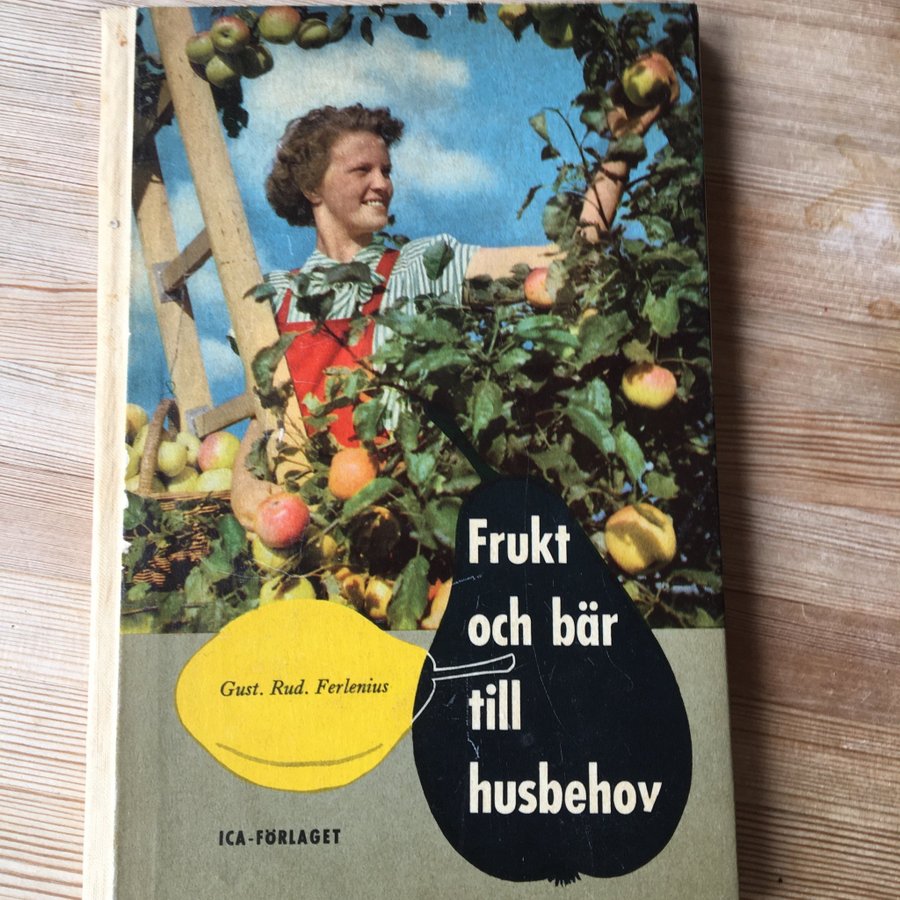 Frukt
och bär
till
husbehov
Gust. Rud. Ferlenius
ICA-FÖRLAGET